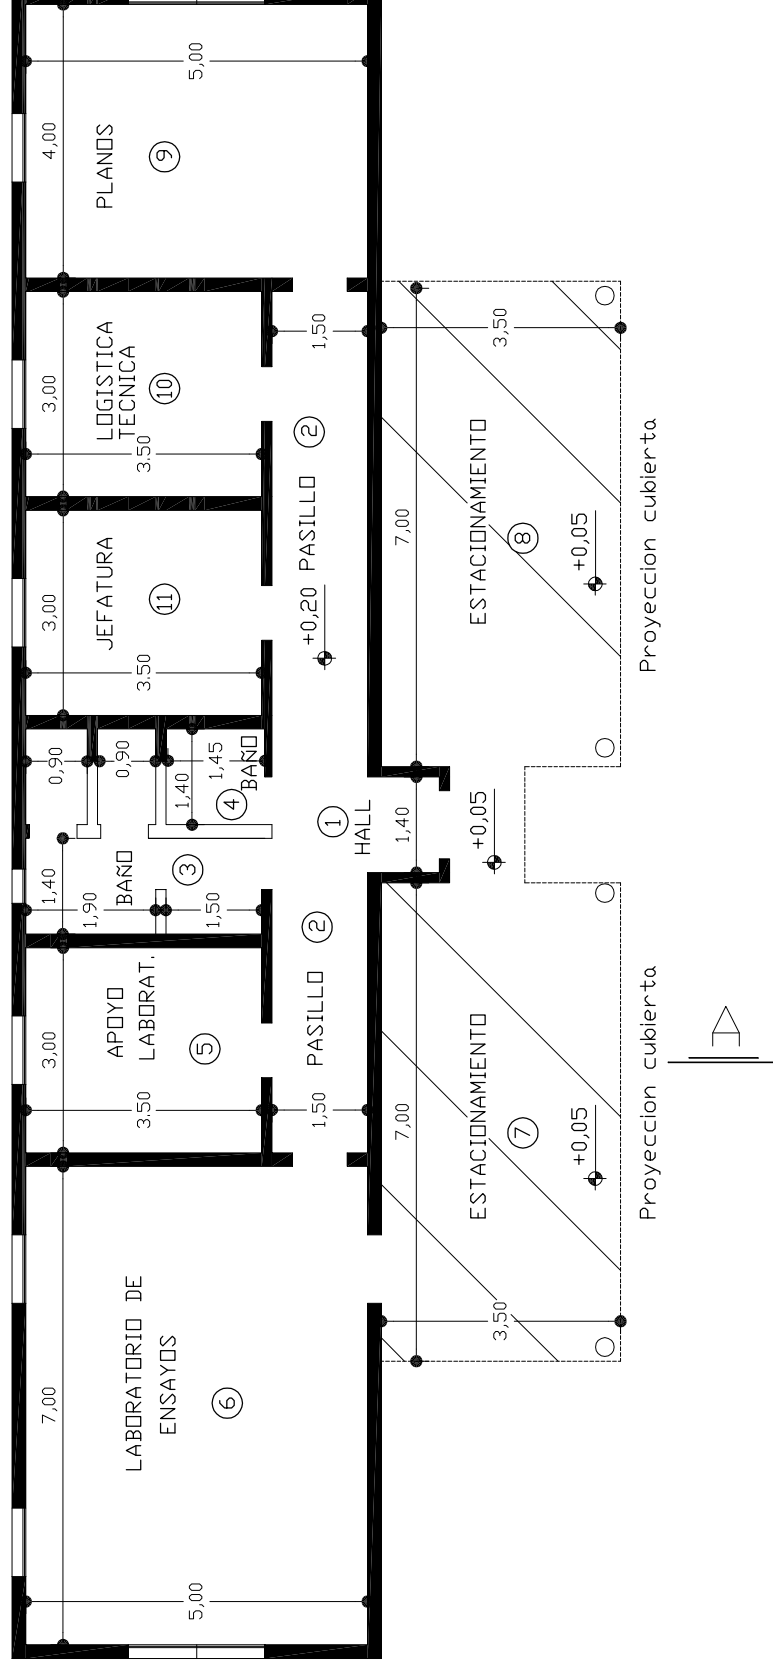 5,00
4,00
PLANOS
9
1,50
3,50
LOGISTICA
TECNICA
10
3,00
3.50
2
PASILLO
+0,20
ESTACIONAMIENTO
8
7,00
+0,05
Proyeccion cubierta
JEFATURA
11
3,00
3.50
0,90
0,90
1,45
1,40
BAÑO
4
1
HALL
1,40
+0,05
BAÑO
3
1,40
1,90
1,50
2
PASILLO
APOYO
LABORAT.
5
3,00
3.50
1,50
ESTACIONAMIENTO
7
7,00
+0,05
Proyeccion cubierta
A
3,50
LABORATORIO DE
ENSAYOS
6
7,00
5,00